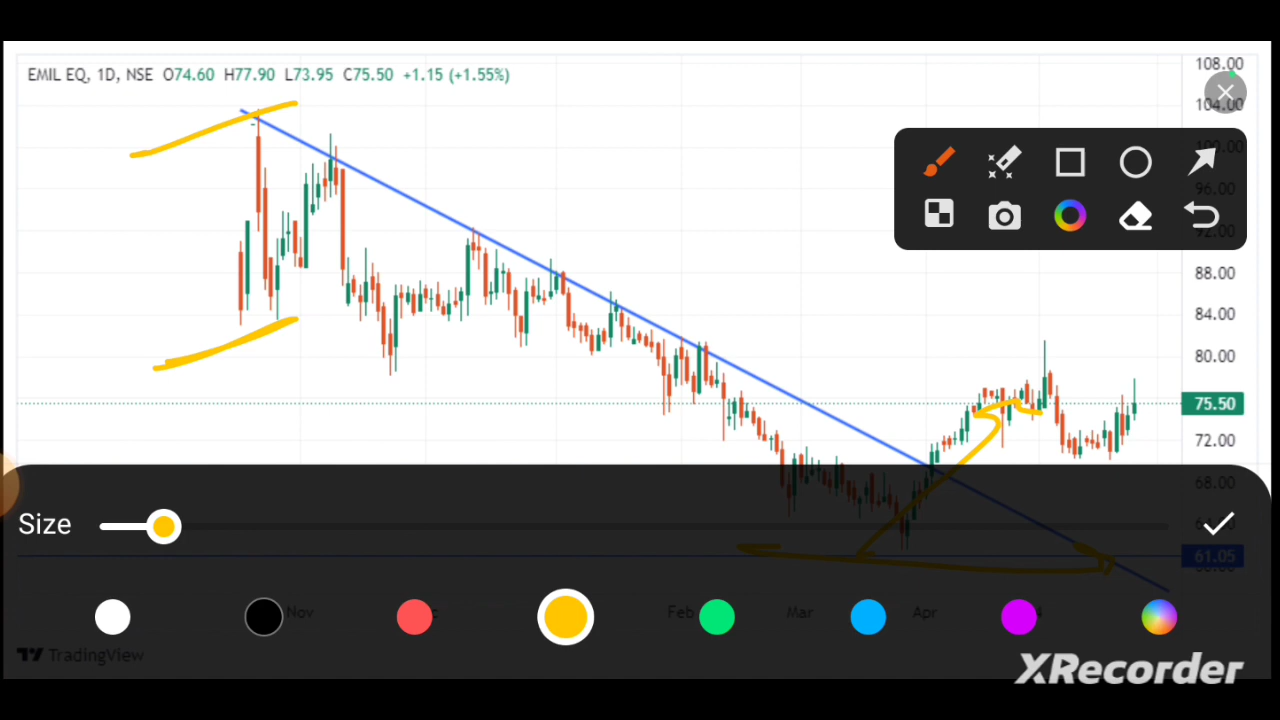 EMIL EQ, 1D, NSE O74.60 H77.90 L73.95 C75.50 +1.15 (+1.55%)
108.00
104.00
100.00
96.00
92.00
88.00
84.00
80.00
75.50
72.00
68.00
61.05
Size
Nov
Feb
Mar
Apr
TradingView
XRecorder